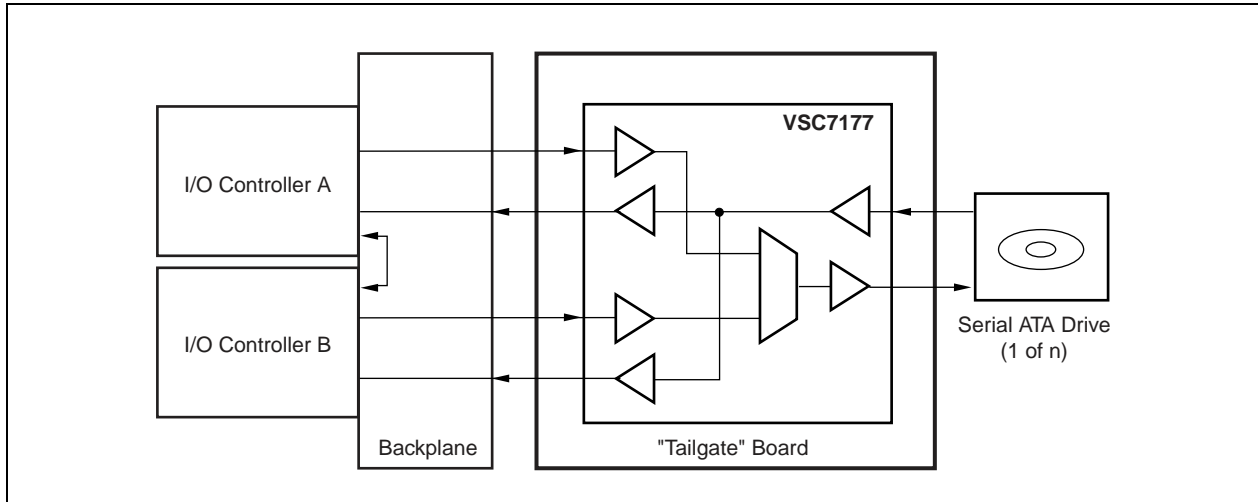 VSC7177
I/O Controller A
I/O Controller B
Serial ATA Drive
(1 of n)
Backplane
"Tailgate" Board